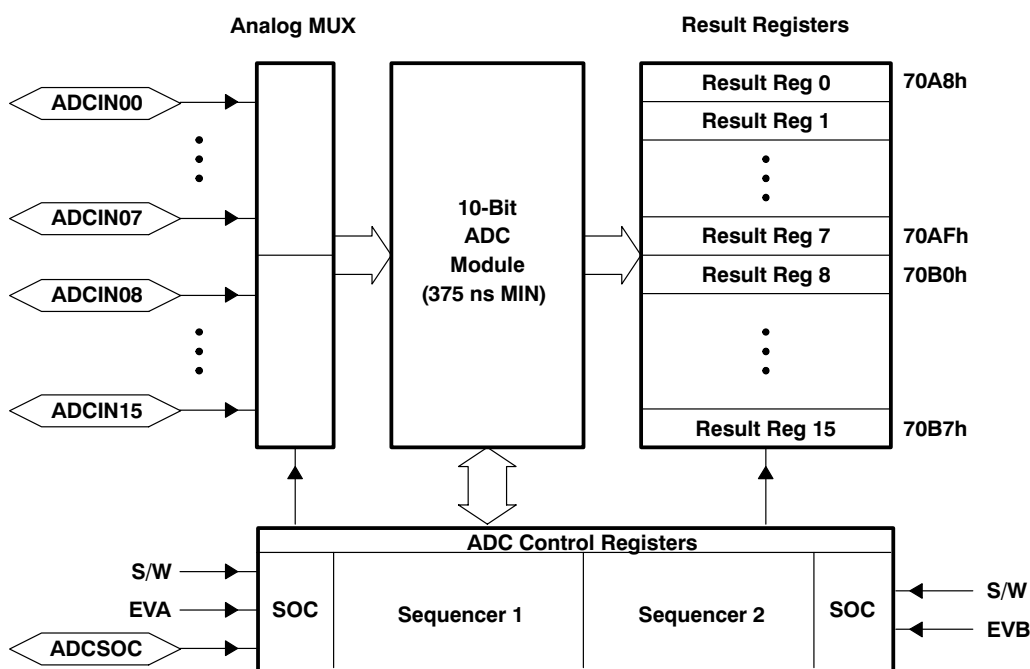 Analog MUX
Result Registers
ADCIN00
ADCIN07
ADCIN08
ADCIN15
10-Bit
ADC
Module
(375 ns MIN)
Result Reg 0
70A8h
Result Reg 1
Result Reg 7
70AFh
Result Reg 8
70B0h
Result Reg 15
70B7h
ADC Control Registers
S/W
EVA
ADCSOC
SOC
Sequencer 1
Sequencer 2
SOC
S/W
EVB